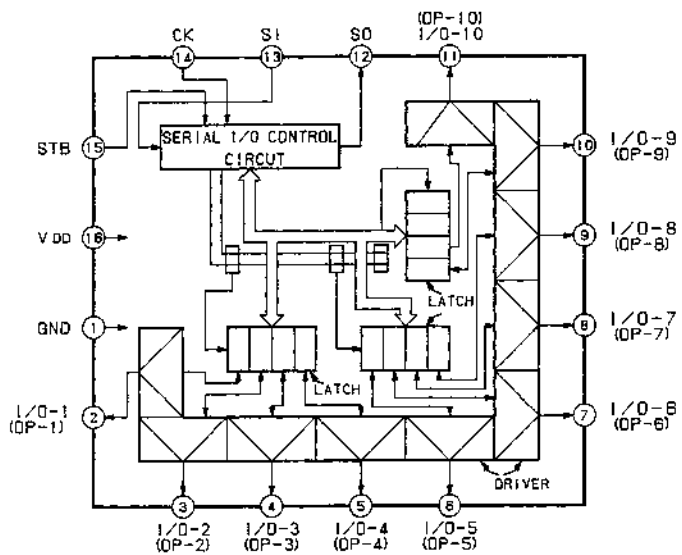 (OP-10)
CK SI SO I/O-10
14 13 12 11
SERIAL I/O CONTROL
CIRCUT
15
STB
10
I/O-9
(OP-9)
VDD
16
9
I/O-8
(OP-8)
LATCH
GND
1
8
I/O-7
(OP-7)
LATCH
I/O-1
(OP-1)
2
7
I/O-6
(OP-6)
DRIVER
3 4 5 6
I/O-2 I/O-3 I/O-4 I/O-5
(OP-2) (OP-3) (OP-4) (OP-5)